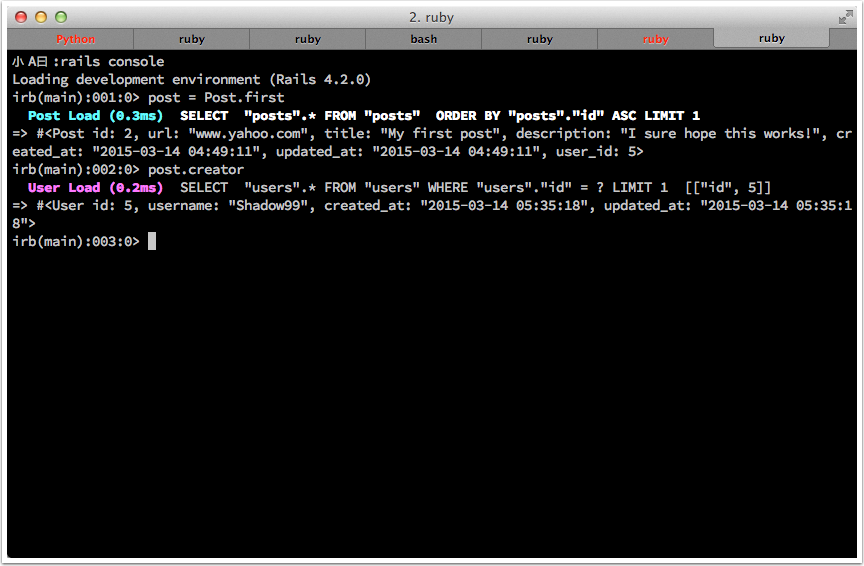 2. ruby
Python ruby ruby bash ruby ruby ruby
小 A日 :rails console
Loading development environment (Rails 4.2.0)
irb(main):001:0> post = Post.first
  Post Load (0.3ms)  SELECT  "posts".* FROM "posts"  ORDER BY "posts"."id" ASC LIMIT 1
=> #<Post id: 2, url: "www.yahoo.com", title: "My first post", description: "I sure hope this works!", cr
eated_at: "2015-03-14 04:49:11", updated_at: "2015-03-14 04:49:11", user_id: 5>
irb(main):002:0> post.creator
  User Load (0.2ms)  SELECT  "users".* FROM "users" WHERE "users"."id" = ? LIMIT 1  [["id", 5]]
=> #<User id: 5, username: "Shadow99", created_at: "2015-03-14 05:35:18", updated_at: "2015-03-14 05:35:1
8">
irb(main):003:0>